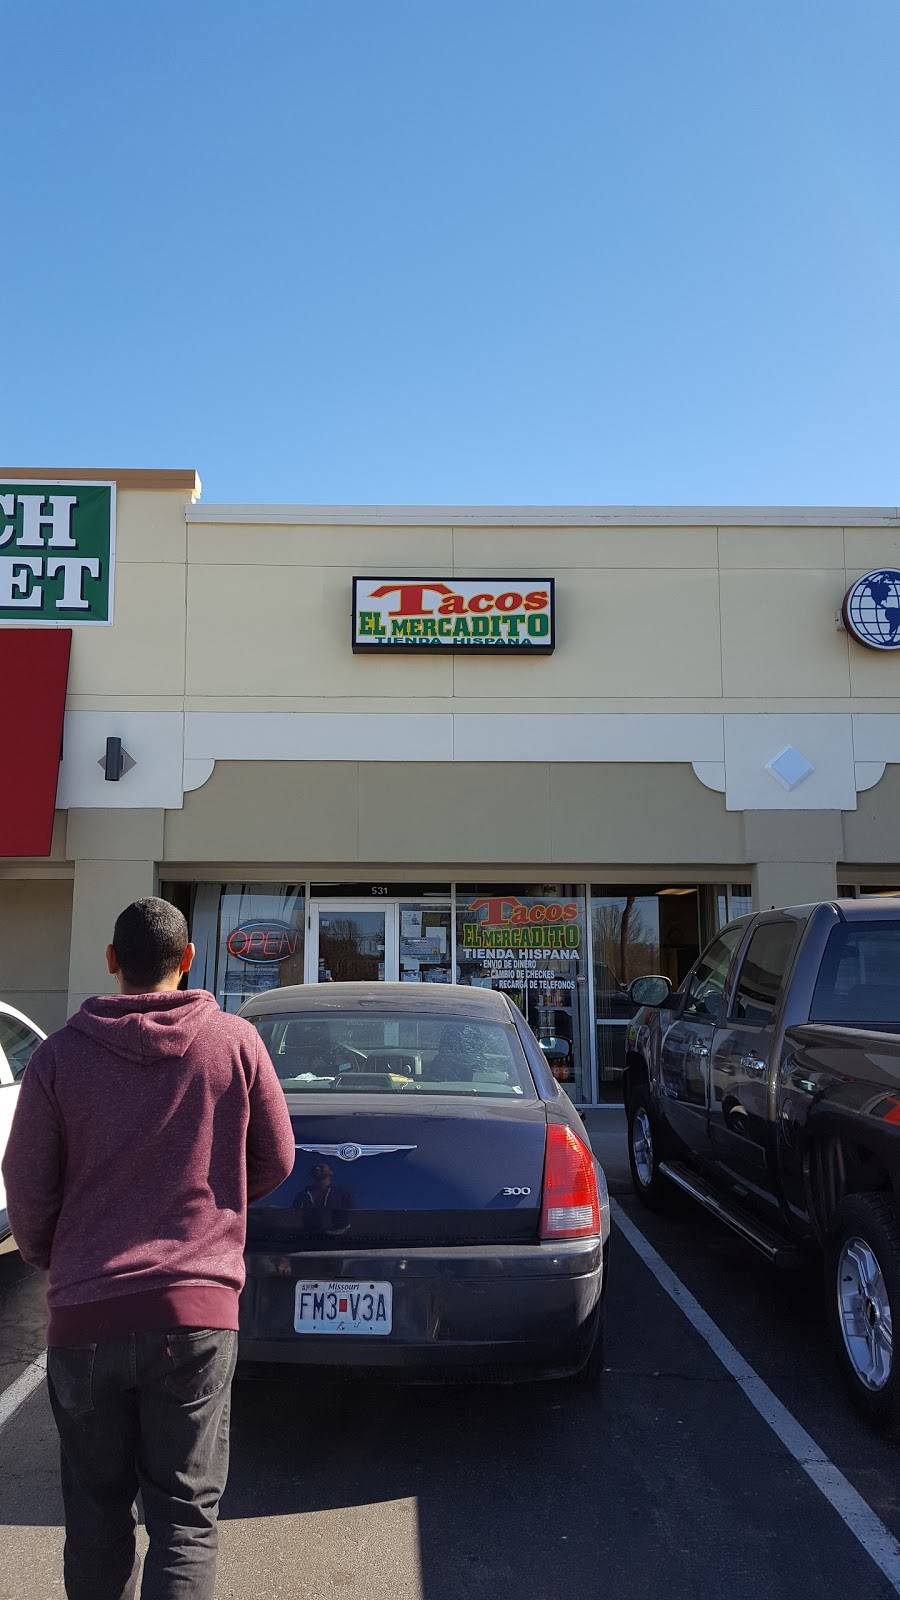 CH
ET
Tacos
EL MERCADITO
TIENDA HISPANA
531
OPEN
Tacos
EL MERCADITO
TIENDA HISPANA
- ENVIO DE DINERO
- CAMBIO DE CHECKES
- RECARGA DE TELEFONOS
300
Missouri
FM3 V3A